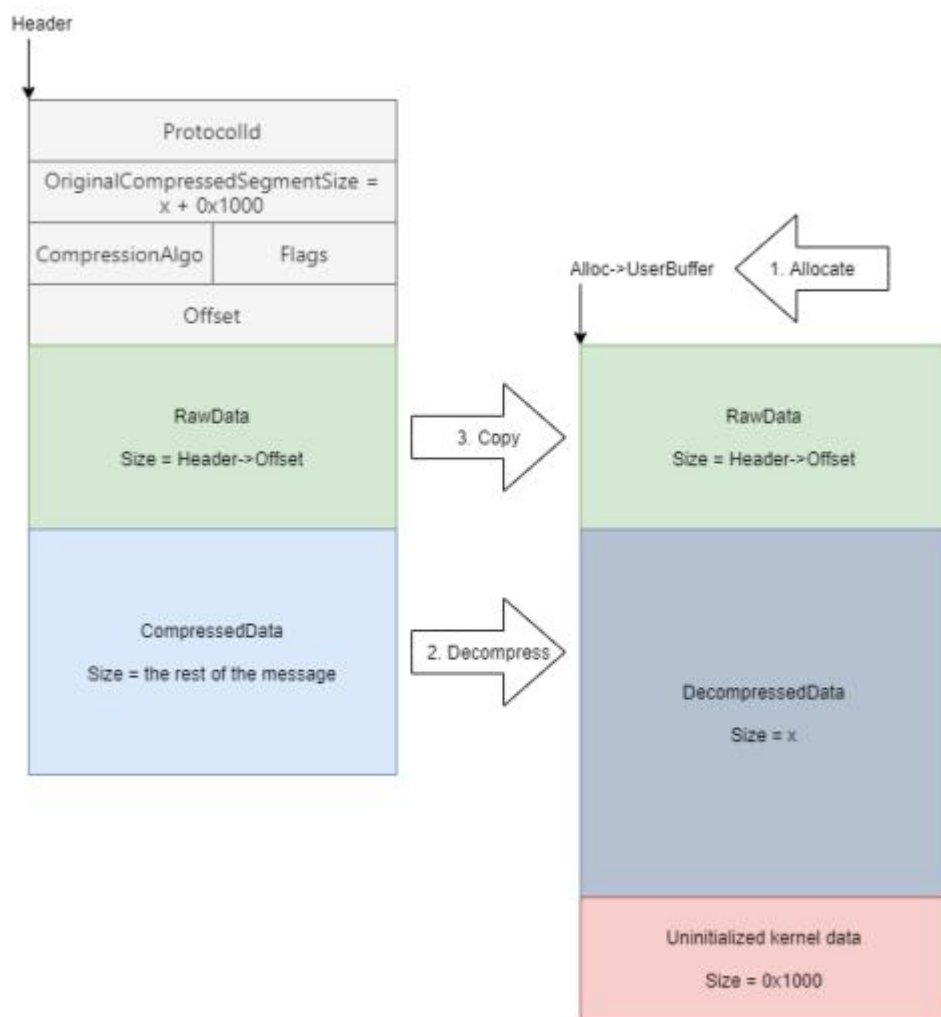 Header
ProtocolId
OriginalCompressedSegmentSize =
x + 0x1000
CompressionAlgo
Flags
Offset
RawData
Size = Header->Offset
CompressedData
Size = the rest of the message
1. Allocate
3. Copy
2. Decompress
Alloc->UserBuffer
RawData
Size = Header->Offset
DecompressedData
Size = x
Uninitialized kernel data
Size = 0x1000